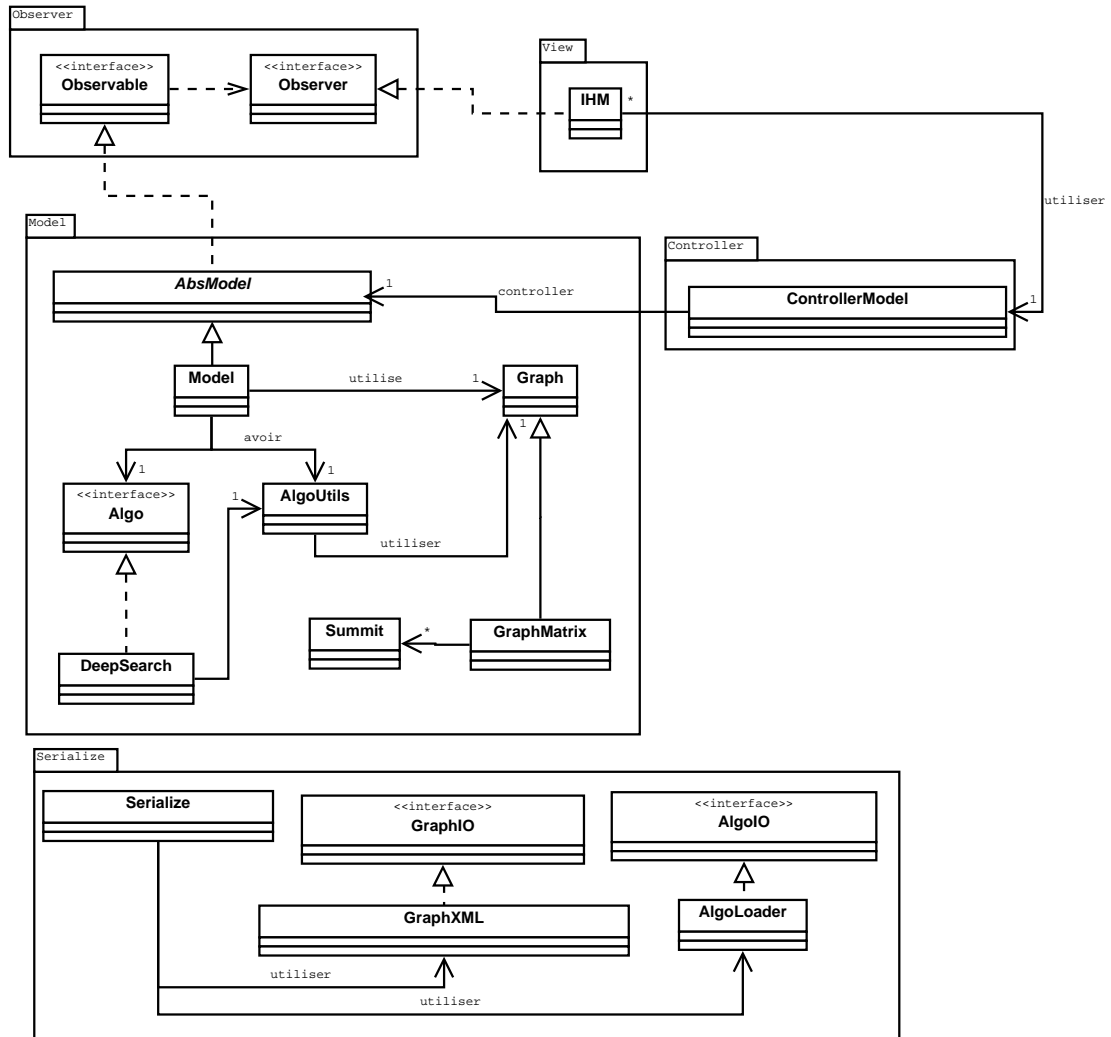 Observer
<<interface>>
Observable
<<interface>>
Observer
View
IHM
*
utiliser
Model
AbsModel
1
controller
Controller
ControllerModel
1
Model
utilise
1
Graph
1
avoir
1
1
<<interface>>
Algo
1
AlgoUtils
utiliser
Summit
*
GraphMatrix
DeepSearch
Serialize
Serialize
<<interface>>
GraphIO
<<interface>>
AlgoIO
GraphXML
AlgoLoader
utiliser
utiliser